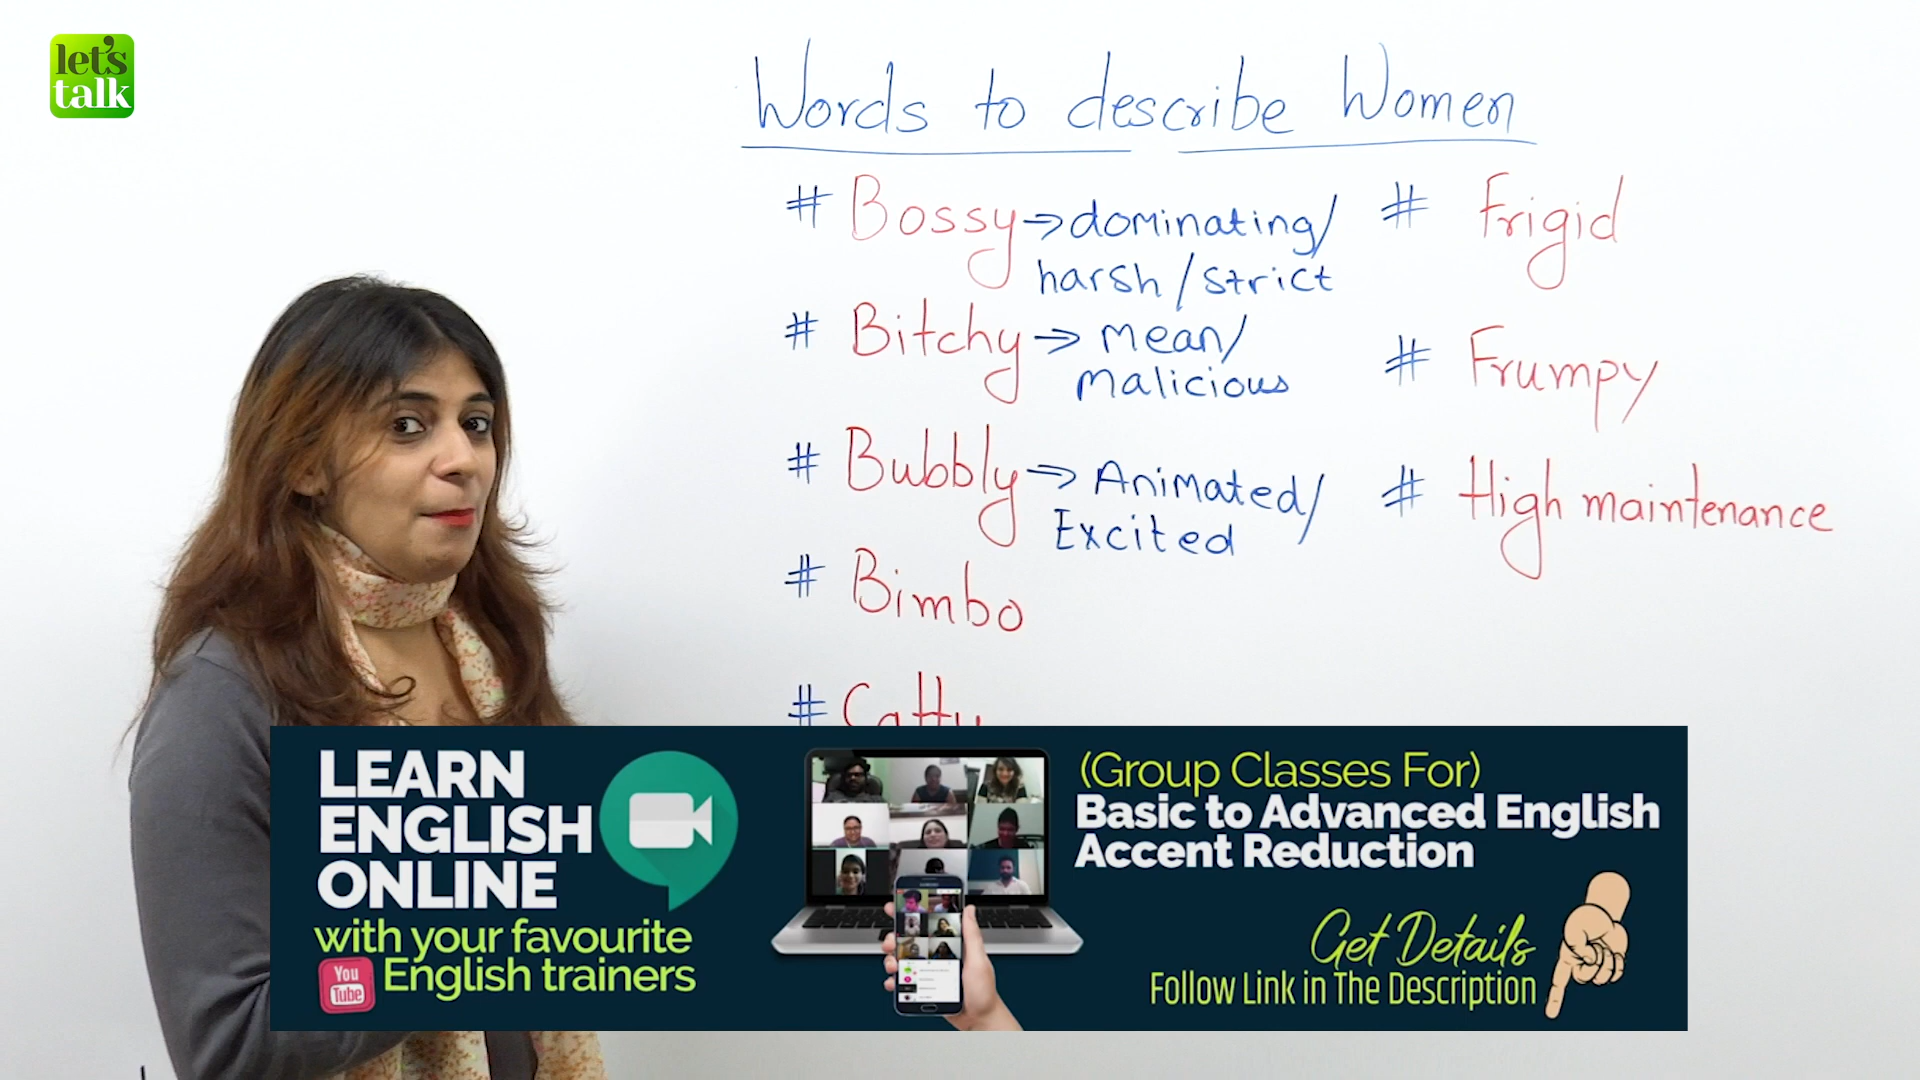 let's
talk
Words to describe Women
# Bossy → dominating/
harsh / strict
# Bitchy → mean/
malicious
# Bubbly → Animated/
Excited
# Bimbo
# Catty
# Frigid
# Frumpy
# High maintenance
LEARN
ENGLISH
ONLINE
with your favourite
You
Tube
English trainers
(Group Classes For)
Basic to Advanced English
Accent Reduction
Get Details
Follow Link in The Description